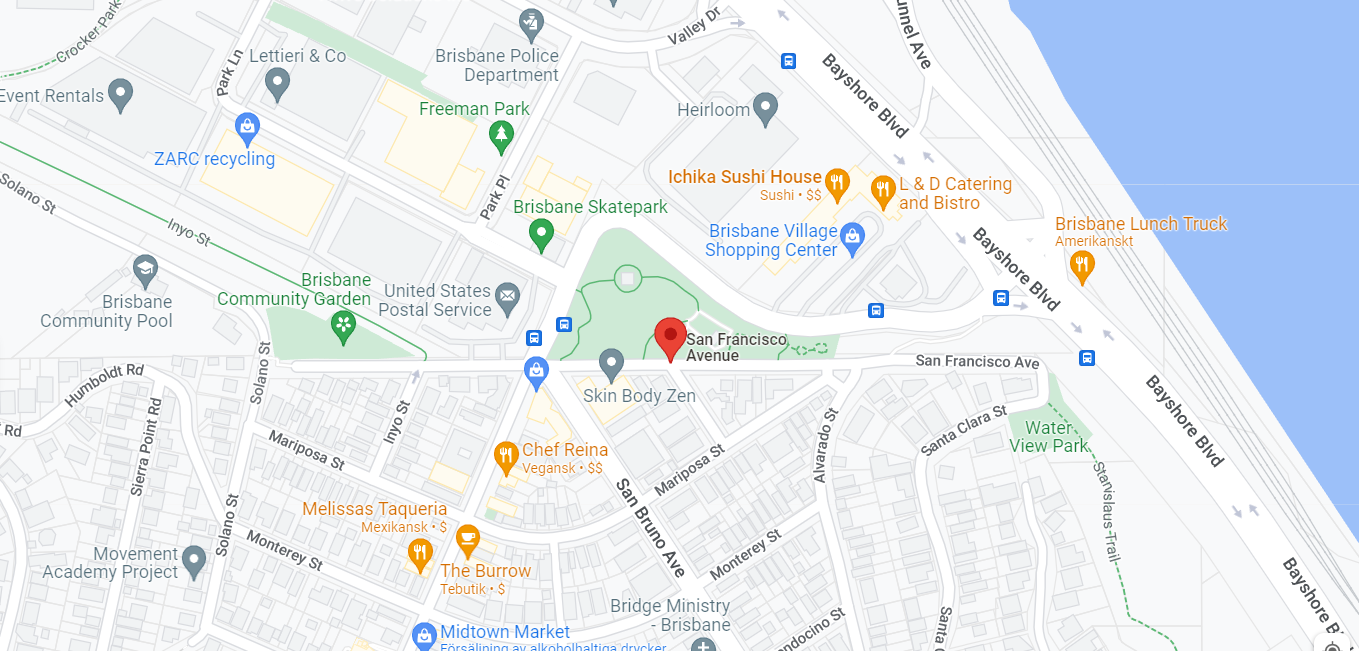 Crocker Park
Park Ln
Lettieri & Co
Brisbane Police
Department
Valley Dr
Tunnel Ave
Event Rentals
Freeman Park
Heirloom
Bayshore Blvd
ZARC recycling
Ichika Sushi House
Sushi • $$
L & D Catering
and Bistro
Solano St
Inyo St
Park Pl
Brisbane Skatepark
Brisbane Village
Shopping Center
Bayshore Blvd
Brisbane Lunch Truck
Amerikanskt
Brisbane
Community Pool
Brisbane
Community Garden
United States
Postal Service
San Francisco
Avenue
San Francisco Ave
Humboldt Rd
Rd
Sierra Point Rd
Solano St
Inyo St
Skin Body Zen
Bayshore Blvd
Mariposa St
Chef Reina
Vegansk • $$
Mariposa St
Alvarado St
Santa Clara St
Water
View Park
Stanislaus-Trail
Melissas Taqueria
Mexikansk • $
San Bruno Ave
Solano St
Monterey St
Movement
Academy Project
The Burrow
Tebutik • $
Monterey St
Bayshore B
Bridge Ministry
- Brisbane
Santa
Midtown Market
Försäljning av alkoholhaltiga drycker